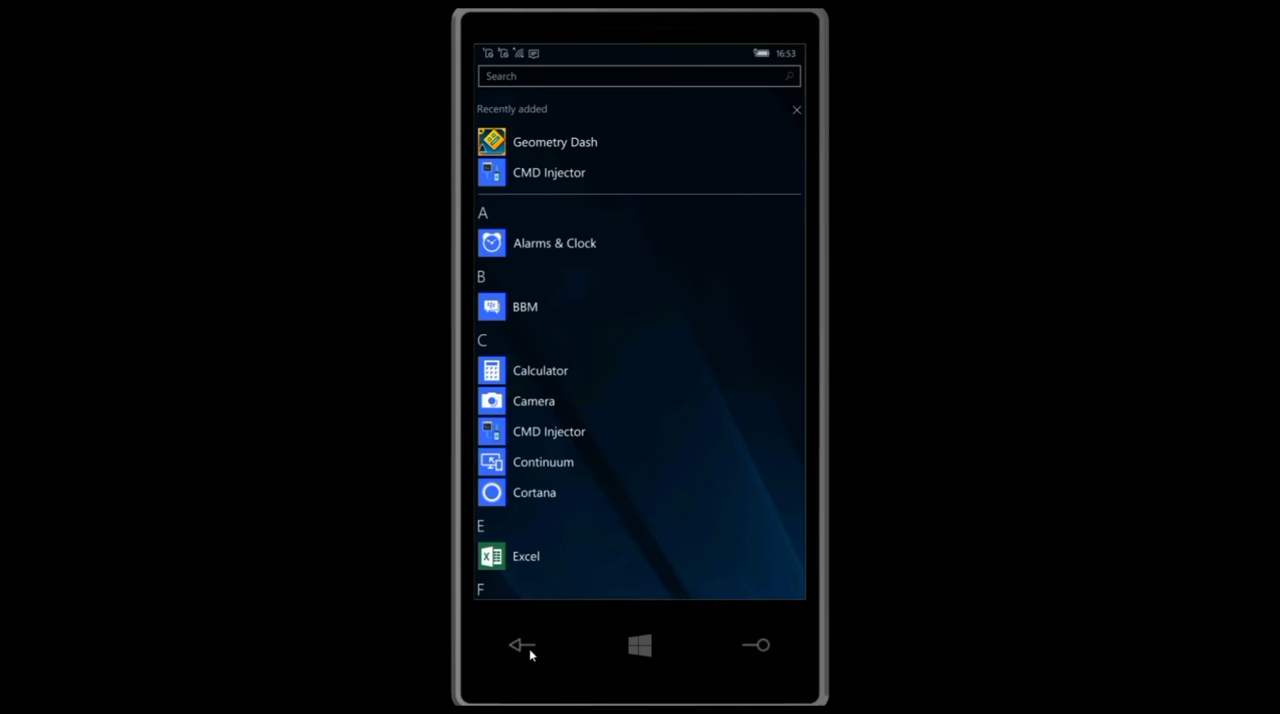 16:53
Search
Recently added
Geometry Dash
CMD Injector
A
Alarms & Clock
B
BBM
C
Calculator
Camera
CMD Injector
Continuum
Cortana
E
Excel
F